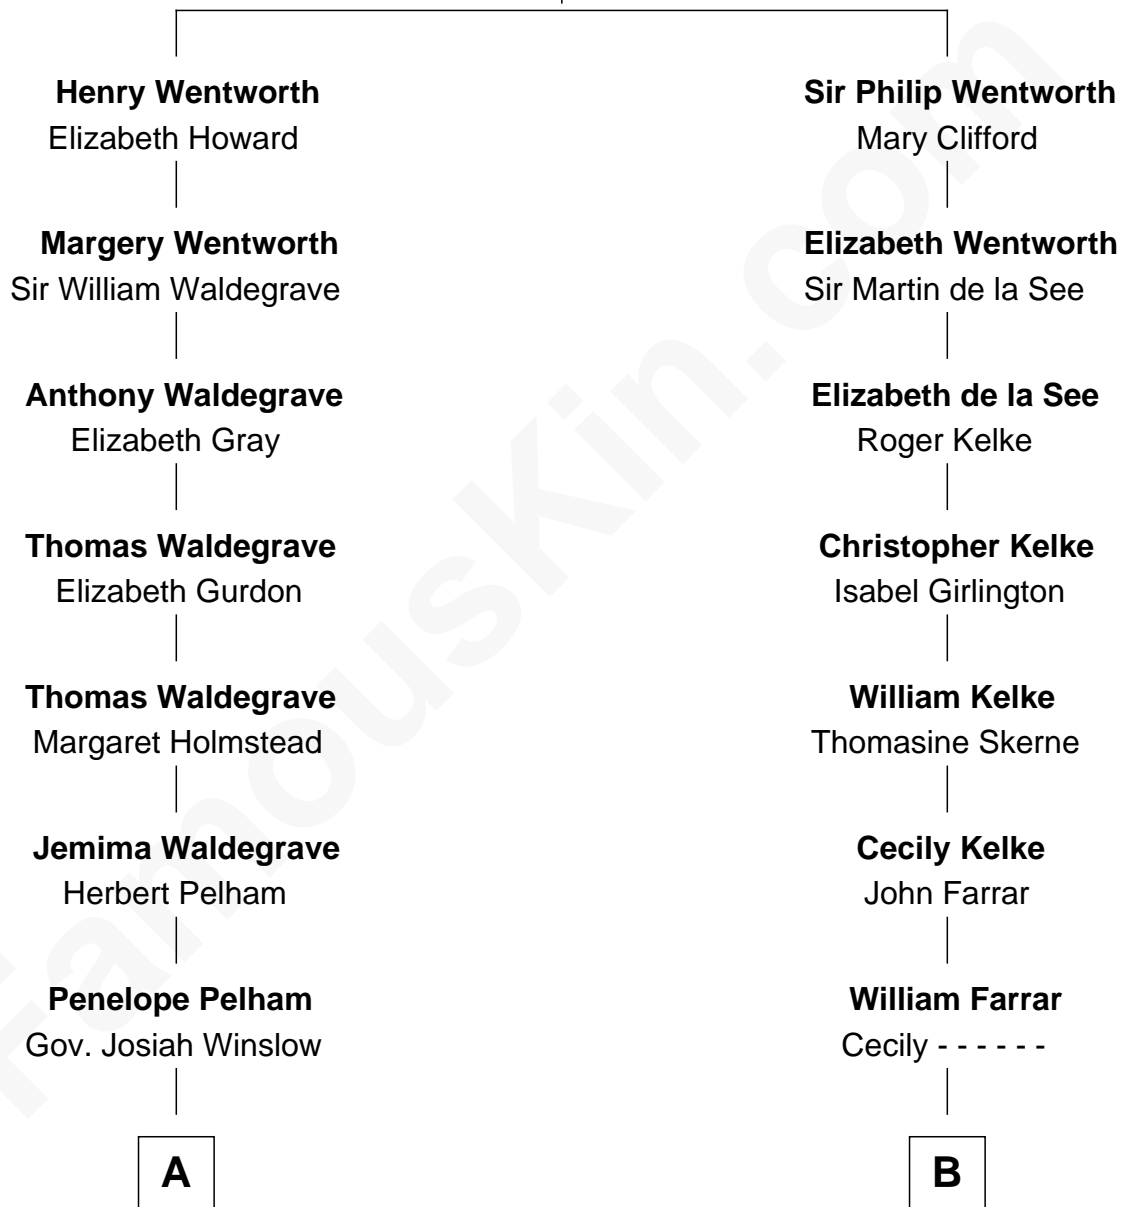 Henry Wentworth
Elizabeth Howard
Margery Wentworth
Sir William Waldegrave
Anthony Waldegrave
Elizabeth Gray
Thomas Waldegrave
Elizabeth Gurdon
Thomas Waldegrave
Margaret Holmstead
Jemima Waldegrave
Herbert Pelham
Penelope Pelham
Gov. Josiah Winslow
A
Sir Philip Wentworth
Mary Clifford
Elizabeth Wentworth
Sir Martin de la See
Elizabeth de la See
Roger Kelke
Christopher Kelke
Isabel Girlington
William Kelke
Thomasine Skerne
Cecily Kelke
John Farrar
William Farrar
Cecily - - - - - -
B
FamousKin.com